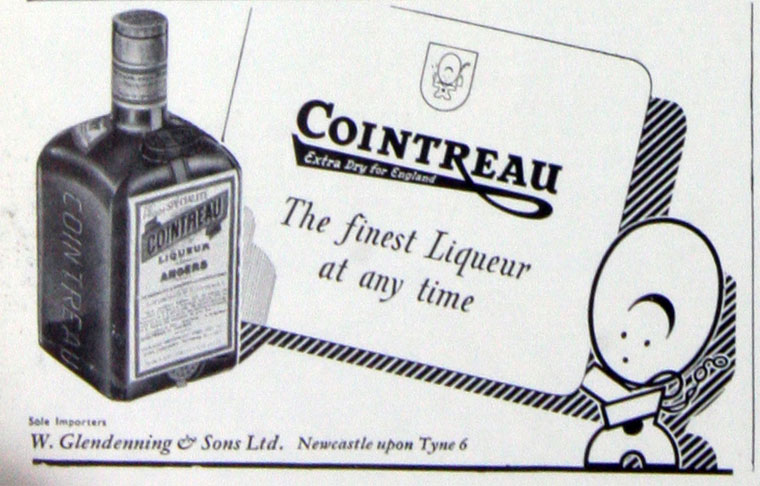 COINTREAU
Extra Dry for England
The finest Liqueur
at any time
COINTREAU
COINTREAU
LIQUEUR
ANGERS
Sole Importers
W. Glendenning & Sons Ltd. Newcastle upon Tyne 6